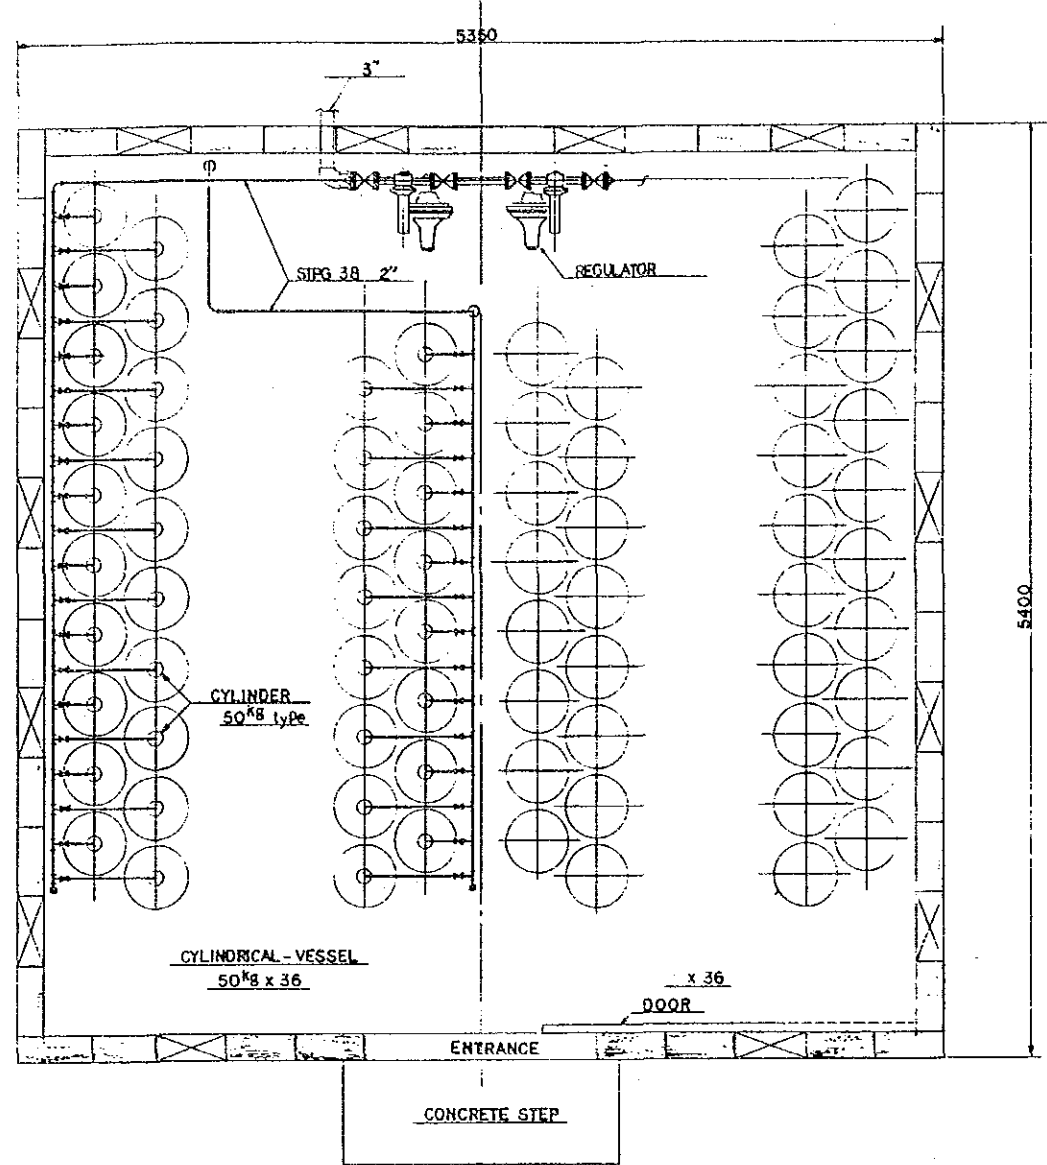 5350
3"
STPG 38 2"
REGULATOR
5400
CYLINDER
50Kg type
CYLINDRICAL-VESSEL
50Kg x 36
x 36
DOOR
ENTRANCE
CONCRETE STEP